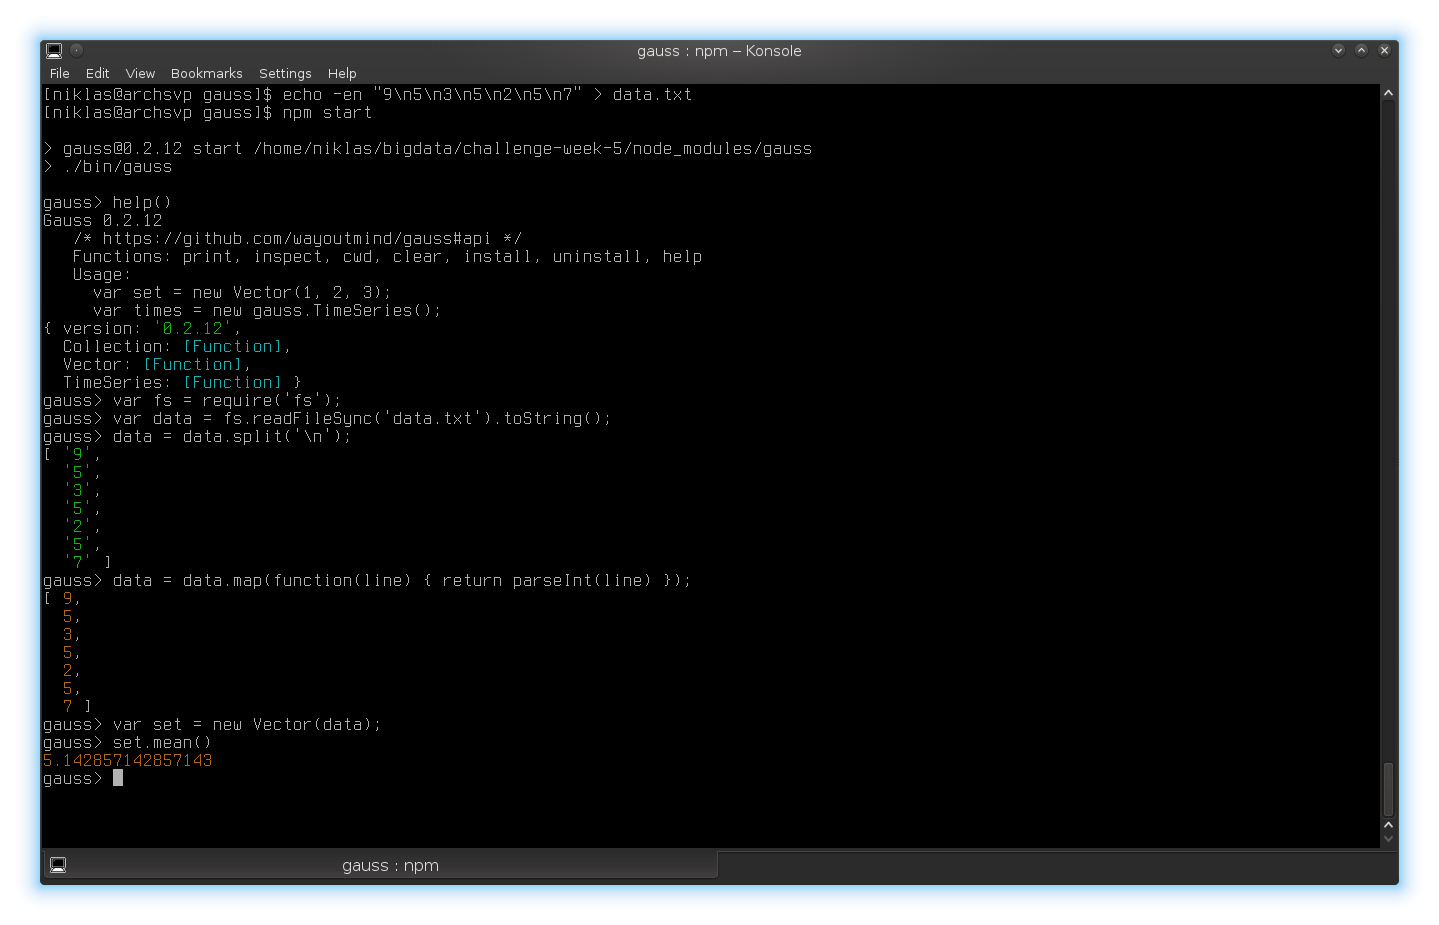 gauss : npm – Konsole
File Edit View Bookmarks Settings Help
[niklas@archsvp gauss]$ echo -en "9\n5\n3\n5\n2\n5\n7" > data.txt
[niklas@archsvp gauss]$ npm start
> gauss@0.2.12 start /home/niklas/bigdata/challenge-week-5/node_modules/gauss
> ./bin/gauss
gauss> help()
Gauss 0.2.12
   /* https://github.com/wayoutmind/gauss#api */
   Functions: print, inspect, cwd, clear, install, uninstall, help
   Usage:
     var set = new Vector(1, 2, 3);
     var times = new gauss.TimeSeries();
{ version: '0.2.12',
  Collection: [Function],
  Vector: [Function],
  TimeSeries: [Function] }
gauss> var fs = require('fs');
gauss> var data = fs.readFileSync('data.txt').toString();
gauss> data = data.split('\n');
[ '9',
  '5',
  '3',
  '5',
  '2',
  '5',
  '7' ]
gauss> data = data.map(function(line) { return parseInt(line) });
[ 9,
  5,
  3,
  5,
  2,
  5,
  7 ]
gauss> var set = new Vector(data);
gauss> set.mean()
5.142857142857143
gauss>
gauss : npm